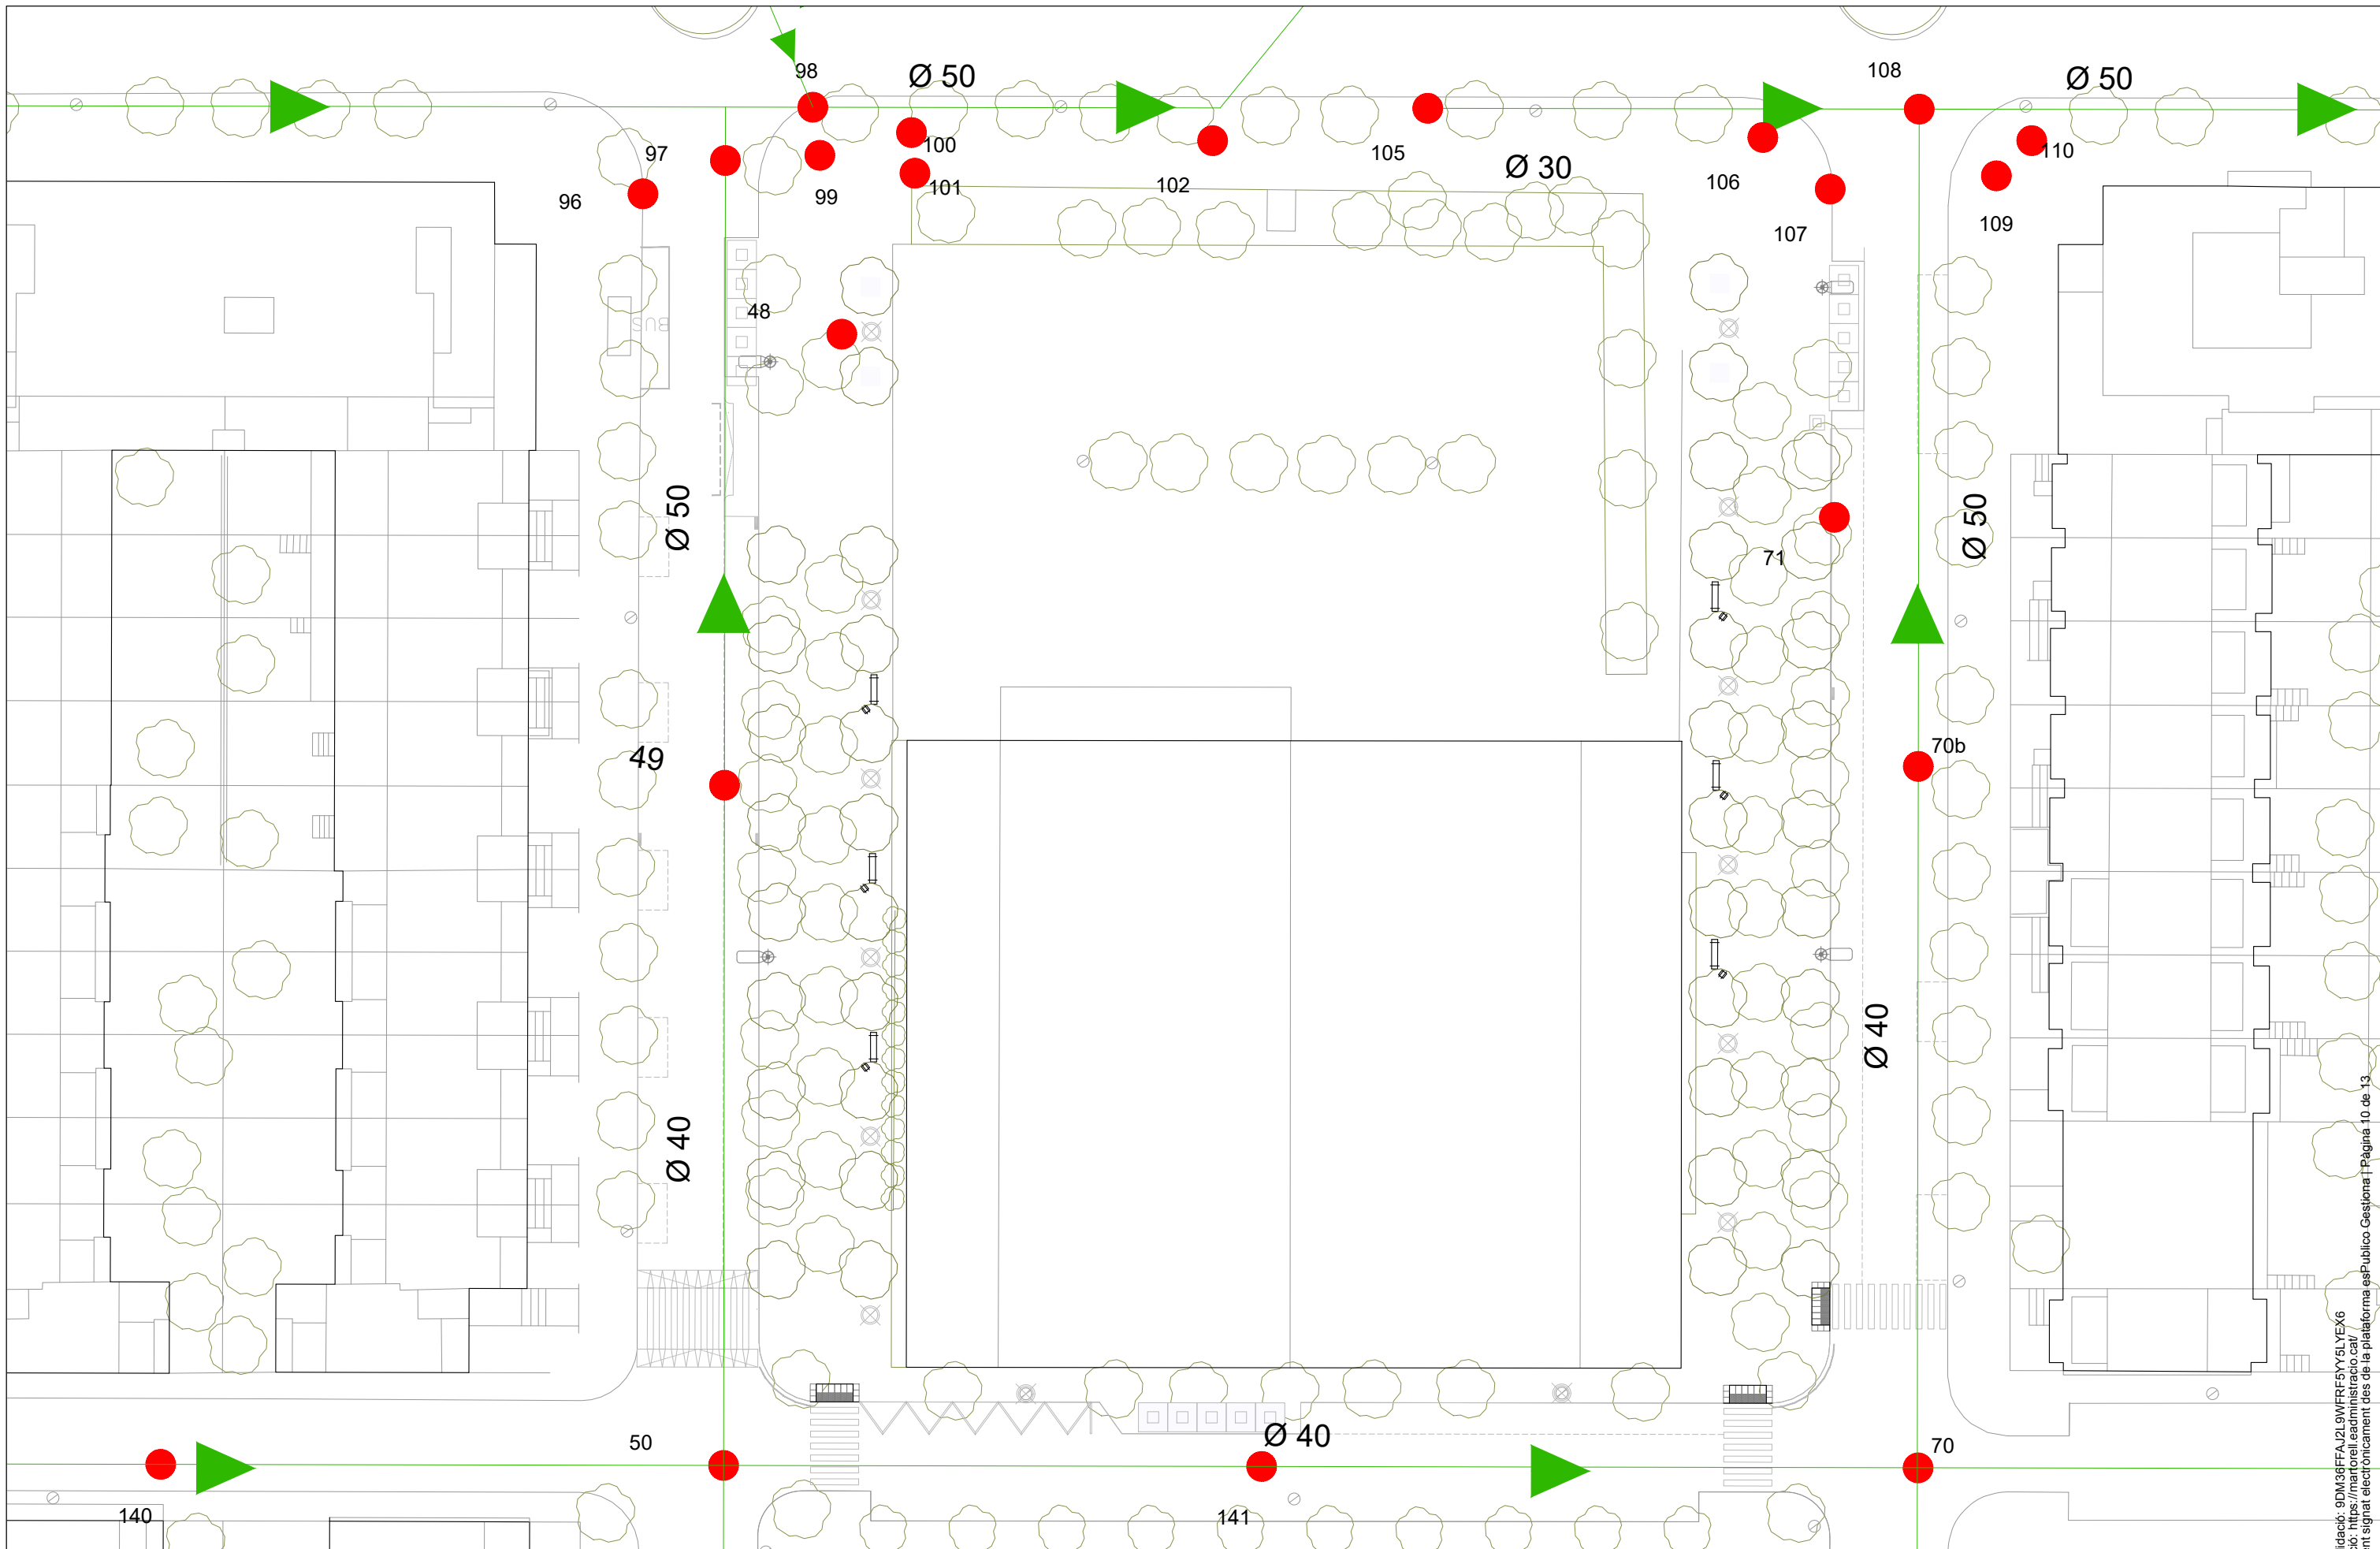 98
Ø 50
108
Ø 50
97
100
105
110
96
99
101
102
Ø 30
106
107
109
48
BUS
Ø 50
Ø 50
71
49
70b
Ø 40
Ø 40
50
Ø 40
70
140
141
idació: 9DM36FFAJ2L9WFRF5YY5LYEX6
ció: https://martorell.eadministracio.cat/
ent signat electrònicament des de la plataforma esPublico Gestiona | Pàgina 10 de 13